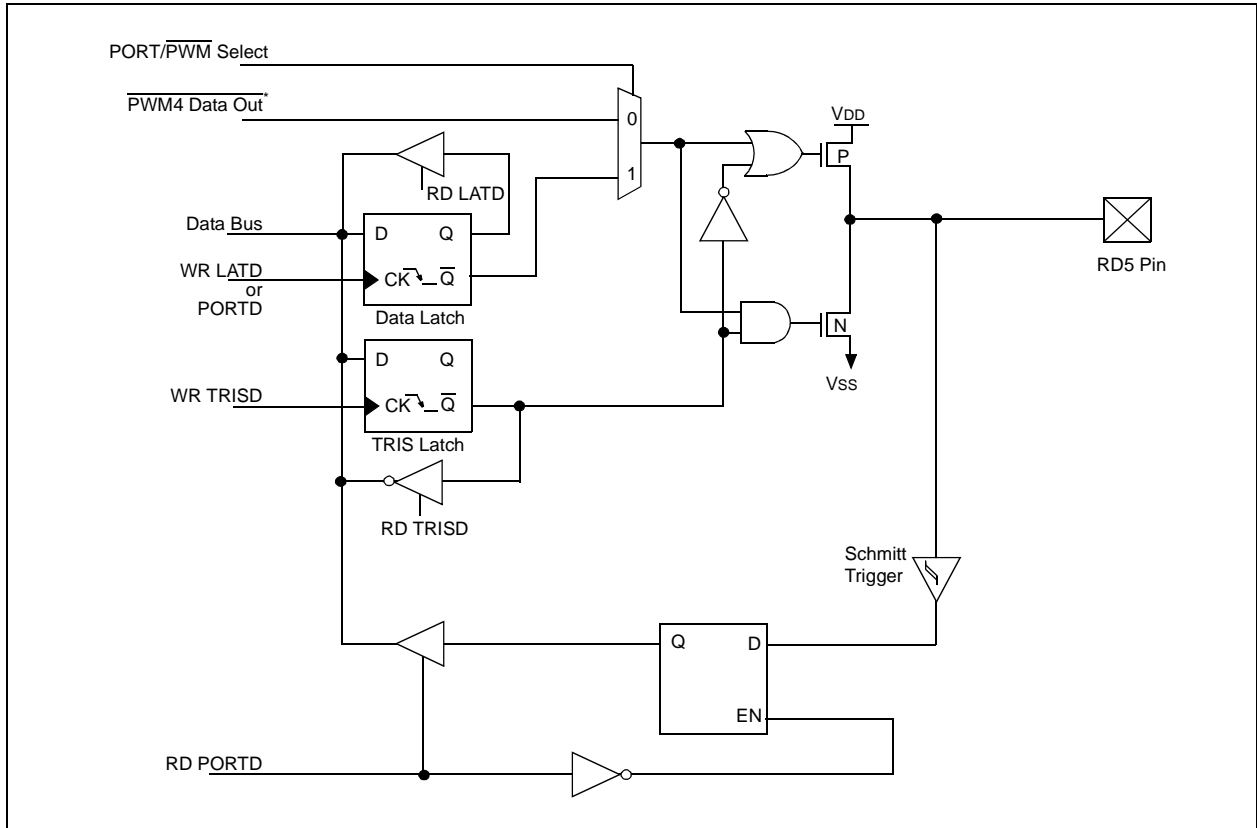 PORT/PWM Select
PWM4 Data Out*
0
1
VDD
P
RD LATD
Data Bus
D Q
WR LATD
or
PORTD
CK Q
Data Latch
RD5 Pin
N
VSS
D Q
WR TRISD
CK Q
TRIS Latch
RD TRISD
Schmitt
Trigger
Q D
EN
RD PORTD